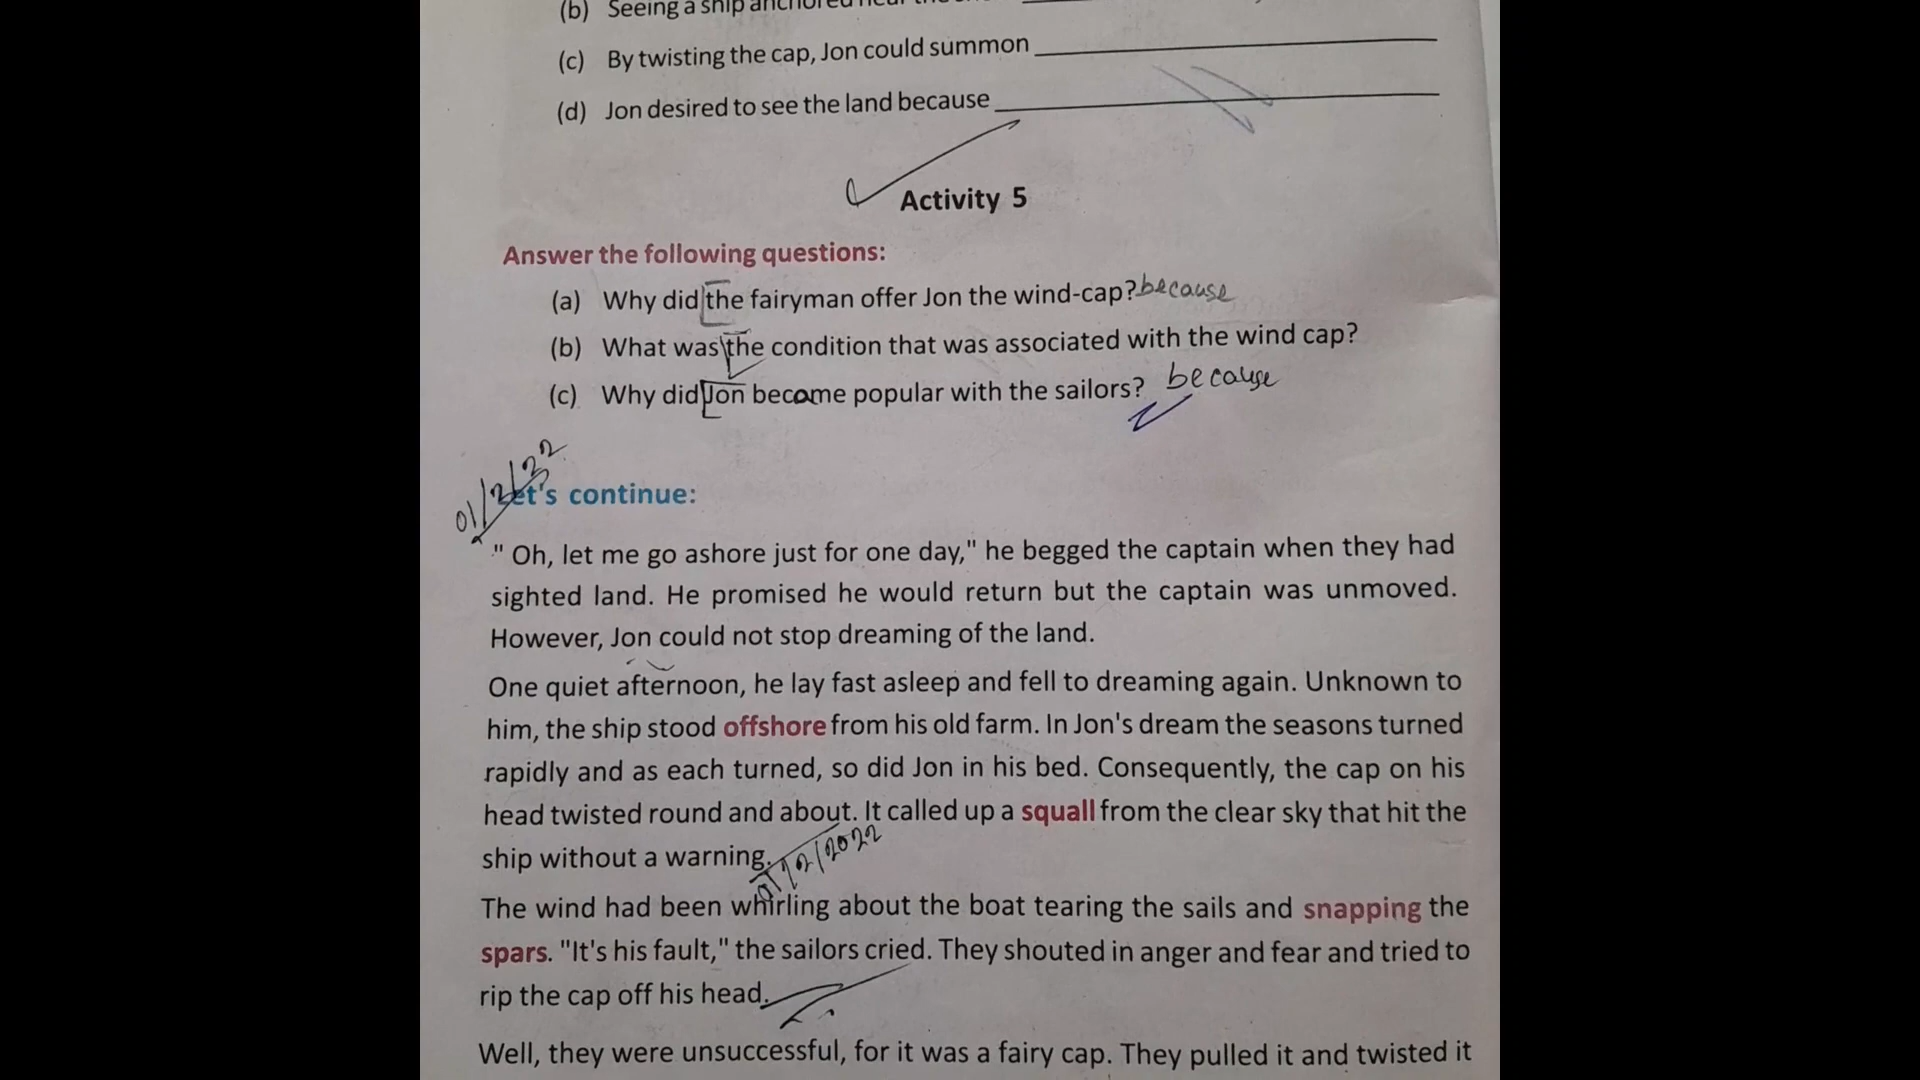 (b) Seeing a ship anchored near the
(c) By twisting the cap, Jon could summon
(d) Jon desired to see the land because
Activity 5
Answer the following questions:
(a) Why did the fairyman offer Jon the wind-cap? because
(b) What was the condition that was associated with the wind cap?
(c) Why did Jon become popular with the sailors? because
01/2/22
Let's continue:
" Oh, let me go ashore just for one day," he begged the captain when they had
sighted land. He promised he would return but the captain was unmoved.
However, Jon could not stop dreaming of the land.
One quiet afternoon, he lay fast asleep and fell to dreaming again. Unknown to
him, the ship stood offshore from his old farm. In Jon's dream the seasons turned
rapidly and as each turned, so did Jon in his bed. Consequently, the cap on his
head twisted round and about. It called up a squall from the clear sky that hit the
ship without a warning.
01/2/2022
The wind had been whirling about the boat tearing the sails and snapping the
spars. "It's his fault," the sailors cried. They shouted in anger and fear and tried to
rip the cap off his head.
Well, they were unsuccessful, for it was a fairy cap. They pulled it and twisted it